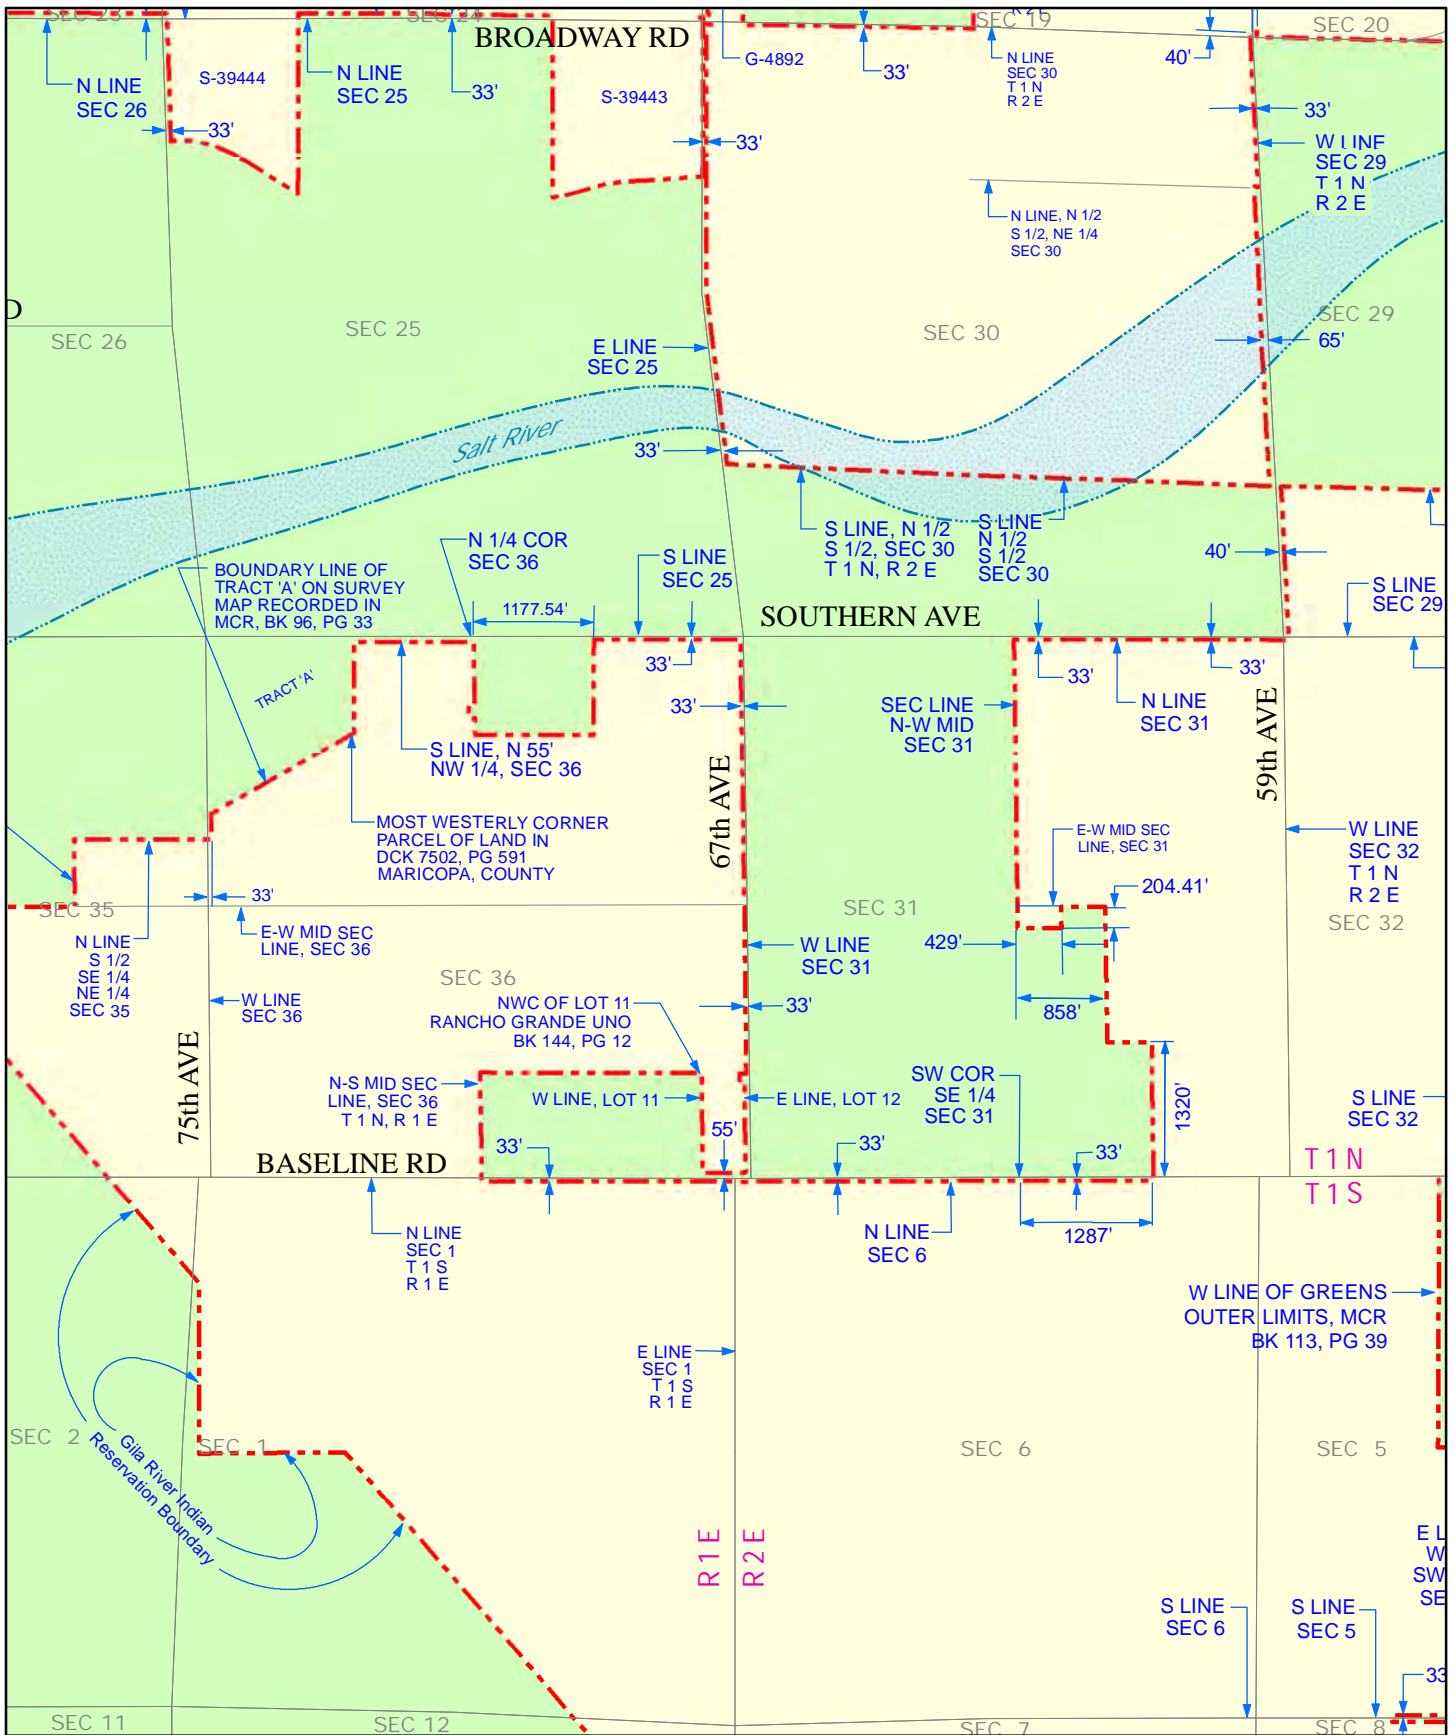 SEC 23
SEC 24
BROADWAY RD
SEC 19
SEC 20
N LINE
SEC 26
S-39444
33'
N LINE
SEC 25
33'
S-39443
G-4892
33'
33'
N LINE
SEC 30
T 1 N
R 2 E
40'
33'
W LINE
SEC 29
T 1 N
R 2 E
N LINE, N 1/2
S 1/2, NE 1/4
SEC 30
D
SEC 26
SEC 25
E LINE
SEC 25
SEC 30
SEC 29
65'
Salt River
33'
S LINE, N 1/2
S 1/2, SEC 30
T 1 N, R 2 E
S LINE
N 1/2
S 1/2
SEC 30
40'
S LINE
SEC 29
BOUNDARY LINE OF
TRACT 'A' ON SURVEY
MAP RECORDED IN
MCR, BK 96, PG 33
N 1/4 COR
SEC 36
1177.54'
S LINE
SEC 25
SOUTHERN AVE
33'
33'
TRACT 'A'
S LINE, N 55'
NW 1/4, SEC 36
67th AVE
SEC LINE
N-W MID
SEC 31
33'
N LINE
SEC 31
33'
59th AVE
MOST WESTERLY CORNER
PARCEL OF LAND IN
DCK 7502, PG 591
MARICOPA, COUNTY
E-W MID SEC
LINE, SEC 31
W LINE
SEC 32
T 1 N
R 2 E
204.41'
SEC 35
33'
E-W MID SEC
LINE, SEC 36
N LINE
S 1/2
SE 1/4
NE 1/4
SEC 35
W LINE
SEC 36
SEC 36
SEC 31
W LINE
SEC 31
429'
SEC 32
858'
NWC OF LOT 11
RANCHO GRANDE UNO
BK 144, PG 12
33'
75th AVE
N-S MID SEC
LINE, SEC 36
T 1 N, R 1 E
W LINE, LOT 11
E LINE, LOT 12
SW COR
SE 1/4
SEC 31
1320'
S LINE
SEC 32
33'
55'
33'
33'
BASELINE RD
T1N
T1S
N LINE
SEC 1
T 1 S
R 1 E
N LINE
SEC 6
1287'
W LINE OF GREENS
OUTER LIMITS, MCR
BK 113, PG 39
E LINE
SEC 1
T 1 S
R 1 E
SEC 2
SEC 1
Gila River Indian
Reservation Boundary
SEC 6
SEC 5
R1E
R2E
E L
W
SW
SE
S LINE
SEC 6
S LINE
SEC 5
33
SEC 11
SEC 12
SEC 7
SEC 8